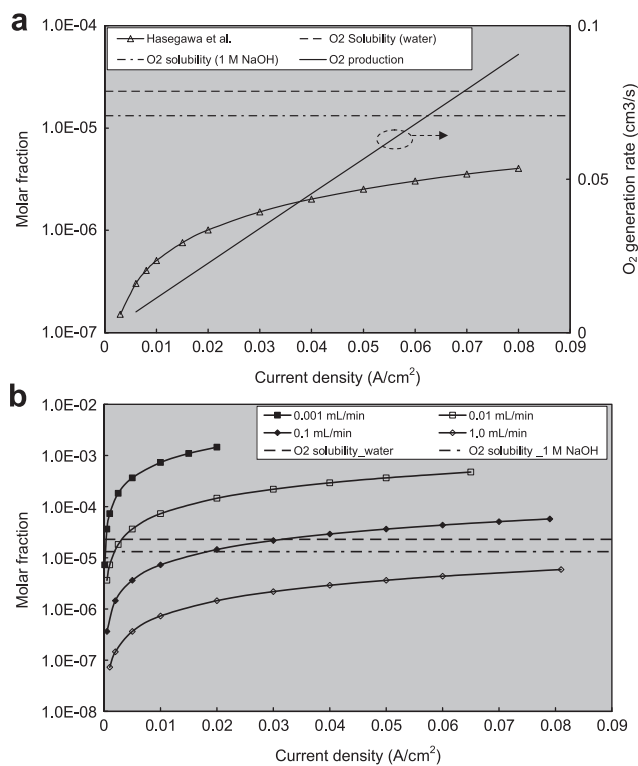 a
1.0E-04
0.1
Hasegawa et al.
O2 Solubility (water)
O2 solubility (1 M NaOH)
O2 production
1.0E-05
Molar fraction
0.05
O2 generation rate (cm3/s)
1.0E-06
1.0E-07
0
0 0.01 0.02 0.03 0.04 0.05 0.06 0.07 0.08 0.09
Current density (A/cm²)
b
1.0E-02
0.001 mL/min
0.01 mL/min
0.1 mL/min
1.0 mL/min
O2 solubility_water
O2 solubility _1 M NaOH
1.0E-03
1.0E-04
Molar fraction
1.0E-05
1.0E-06
1.0E-07
1.0E-08
0 0.01 0.02 0.03 0.04 0.05 0.06 0.07 0.08 0.09
Current density (A/cm²)